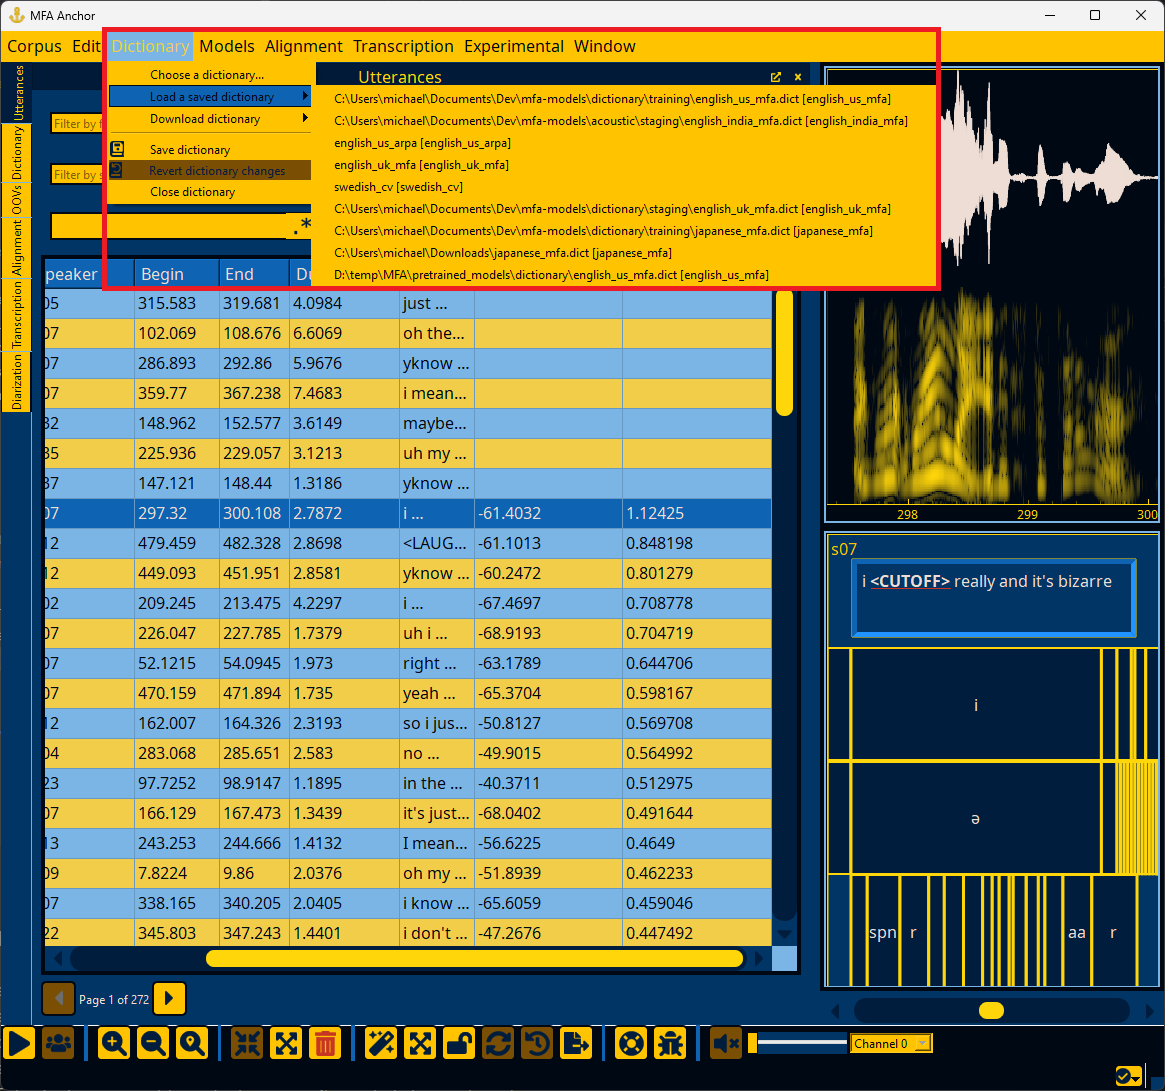 MFA Anchor
Corpus Edit Dictionary Models Alignment Transcription Experimental Window
Utterances
Dictionary
OOVs
Alignment
Transcription
Diarization
Choose a dictionary...
Load a saved dictionary
Download dictionary
Save dictionary
Revert dictionary changes
Close dictionary
Utterances
C:\Users\michael\Documents\Dev\mfa-models\dictionary\training\english_us_mfa.dict [english_us_mfa]
C:\Users\michael\Documents\Dev\mfa-models\acoustic\staging\english_india_mfa.dict [english_india_mfa]
english_us_arpa [english_us_arpa]
english_uk_mfa [english_uk_mfa]
swedish_cv [swedish_cv]
C:\Users\michael\Documents\Dev\mfa-models\dictionary\staging\english_uk_mfa.dict [english_uk_mfa]
C:\Users\michael\Documents\Dev\mfa-models\dictionary\training\japanese_mfa.dict [japanese_mfa]
C:\Users\michael\Downloads\japanese_mfa.dict [japanese_mfa]
D:\temp\MFA\pretrained_models\dictionary\english_us_mfa.dict [english_us_mfa]
Filter by f
Filter by s
.*
peaker Begin End Du
05 315.583 319.681 4.0984 just ...
07 102.069 108.676 6.6069 oh the...
07 286.893 292.86 5.9676 yknow ...
07 359.77 367.238 7.4683 i mean...
32 148.962 152.577 3.6149 maybe...
35 225.936 229.057 3.1213 uh my ...
37 147.121 148.44 1.3186 yknow ...
07 297.32 300.108 2.7872 i ... -61.4032 1.12425
12 479.459 482.328 2.8698 <LAUG... -61.1013 0.848198
12 449.093 451.951 2.8581 yknow ... -60.2472 0.801279
02 209.245 213.475 4.2297 i ... -67.4697 0.708778
07 226.047 227.785 1.7379 uh i ... -68.9193 0.704719
07 52.1215 54.0945 1.973 right ... -63.1789 0.644706
07 470.159 471.894 1.735 yeah ... -65.3704 0.598167
12 162.007 164.326 2.3193 so i jus... -50.8127 0.569708
04 283.068 285.651 2.583 no ... -49.9015 0.564992
23 97.7252 98.9147 1.1895 in the ... -40.3711 0.512975
07 166.129 167.473 1.3439 it's just... -68.0402 0.491644
13 243.253 244.666 1.4132 I mean... -56.6225 0.4649
09 7.8224 9.86 2.0376 oh my ... -51.8939 0.462233
07 338.165 340.205 2.0405 i know ... -65.6059 0.459046
22 345.803 347.243 1.4401 i don't ... -47.2676 0.447492
Page 1 of 272
298 299 300
s07
i <CUTOFF> really and it's bizarre
i
ə
spn r aa r
Channel 0